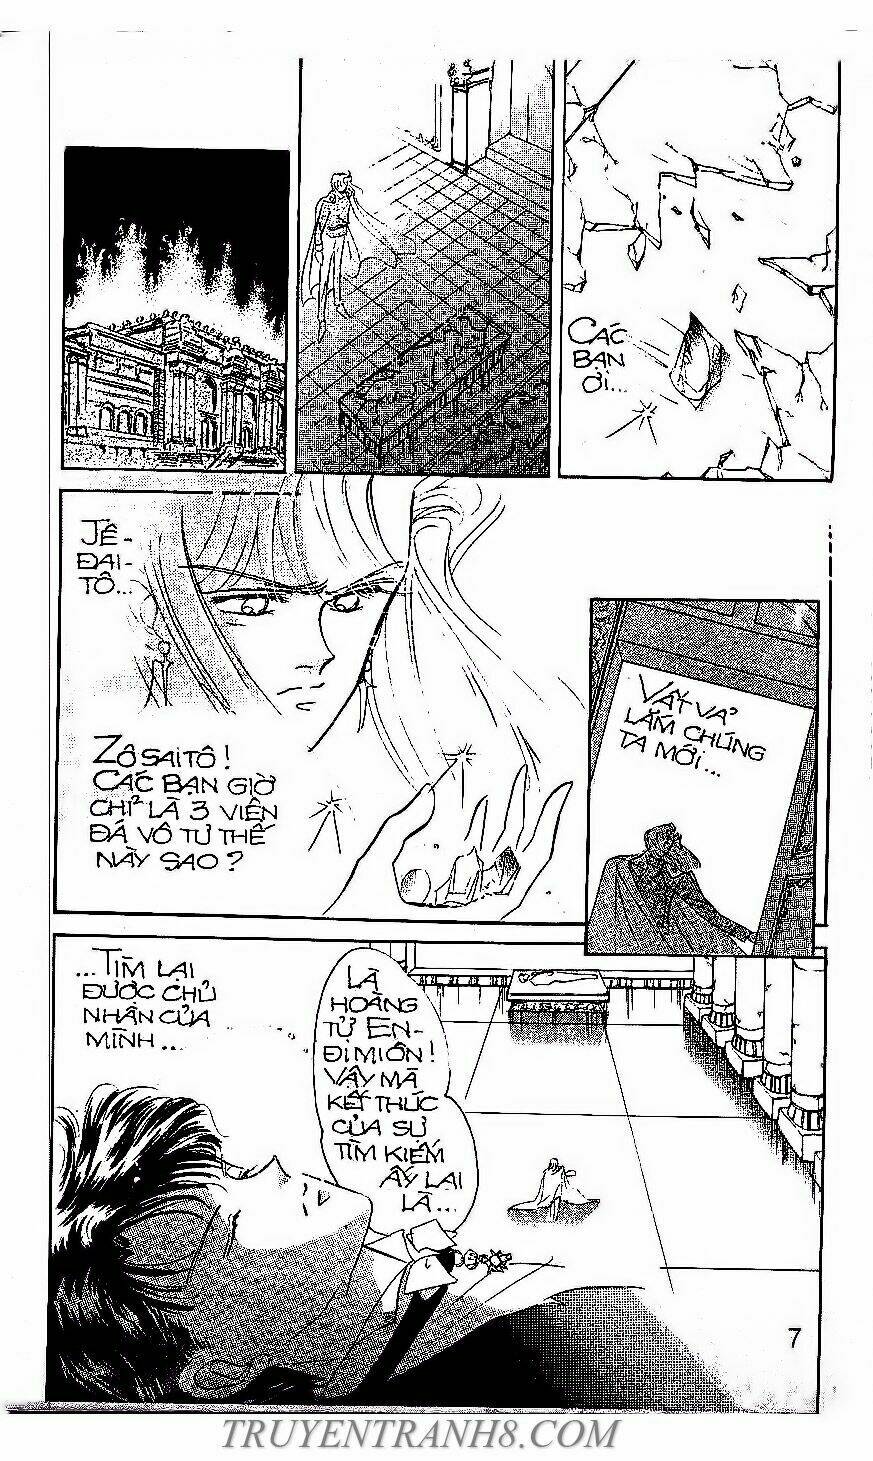 CÁC
BẠN
ƠI...
JÊ-
ĐAI-
TÔ...
ZÔSAITÔ!
CÁC BẠN GIỜ
CHỈ LÀ 3 VIÊN
ĐÁ VÔ TƯ THẾ
NÀY SAO?
VẤT VẢ
LẮM CHÚNG
TA MỚI...
...TÌM LẠI
ĐƯỢC CHỦ
NHÂN CỦA
MÌNH...
LÀ
HOÀNG
TỬ EN-
ĐIMIÔN!
VẬY MÀ
KẾT THÚC
CỦA SỰ
TÌM KIẾM
ẤY LẠI
LÀ...
7
TRUYENTRANH8.COM